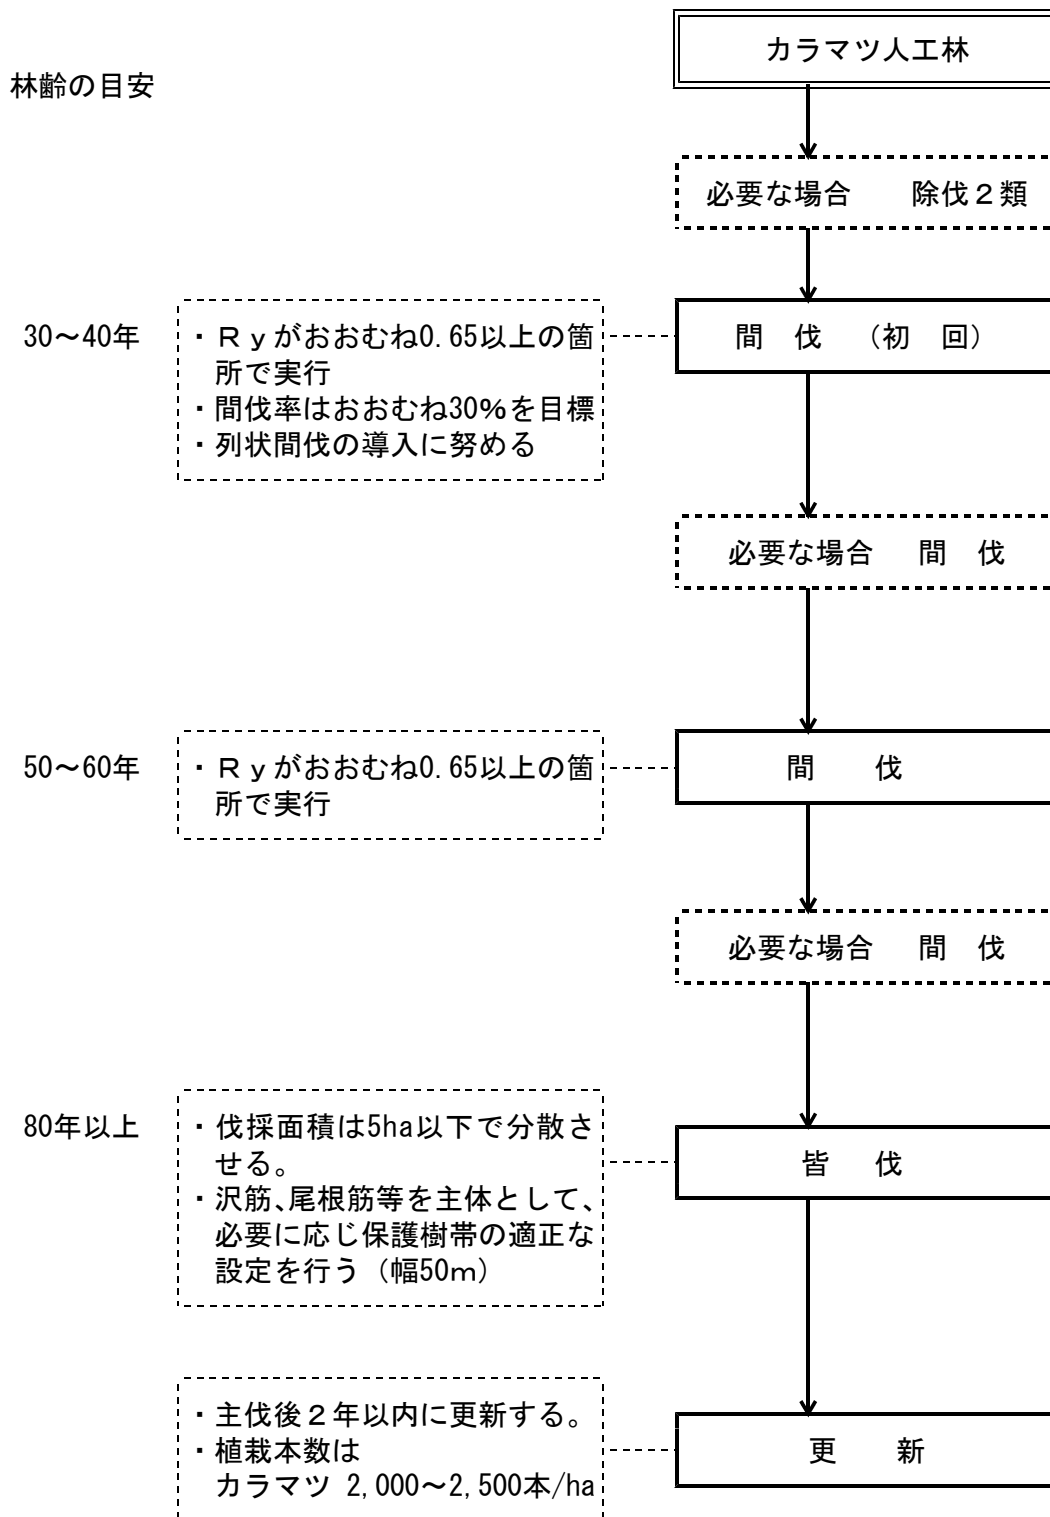 カラマツ人工林
林齢の目安
必要な場合　　除伐２類
30～40年
・Ｒｙがおおむね0.65以上の箇
所で実行
・間伐率はおおむね30%を目標
・列状間伐の導入に努める
間　伐　（初　回）
必要な場合　　間　伐
50～60年
・Ｒｙがおおむね0.65以上の箇
所で実行
間　　伐
必要な場合　　間　伐
80年以上
・伐採面積は5ha以下で分散さ
せる。
・沢筋、尾根筋等を主体として、
必要に応じ保護樹帯の適正な
設定を行う（幅50ｍ）
皆　　伐
・主伐後２年以内に更新する。
・植栽本数は
カラマツ 2,000～2,500本/ha
更　　新